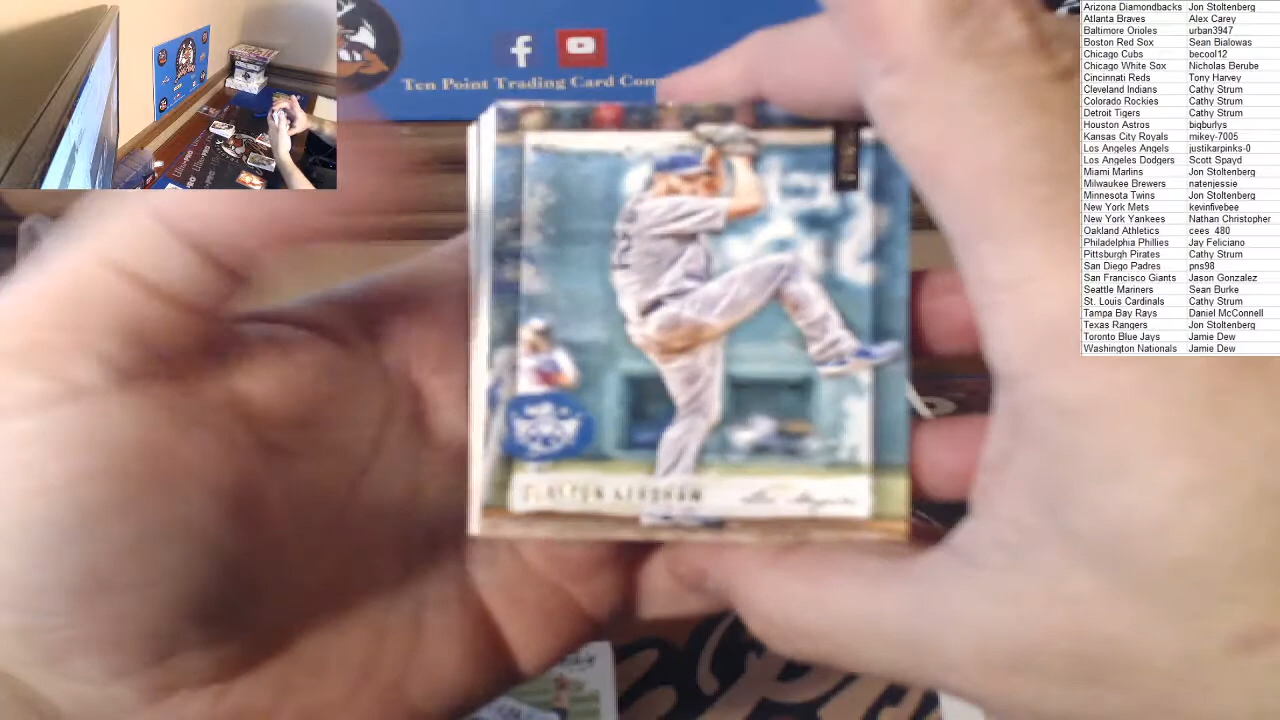 Ten Point Trading Card Com
CLAYTON KERSHAW
Arizona Diamondbacks Jon Stoltenberg
Atlanta Braves Alex Carey
Baltimore Orioles urban3947
Boston Red Sox Sean Bialowas
Chicago Cubs becool12
Chicago White Sox Nicholas Berube
Cincinnati Reds Tony Harvey
Cleveland Indians Cathy Strum
Colorado Rockies Cathy Strum
Detroit Tigers Cathy Strum
Houston Astros bigburlys
Kansas City Royals mikey-7005
Los Angeles Angels justikarpinks-0
Los Angeles Dodgers Scott Spayd
Miami Marlins Jon Stoltenberg
Milwaukee Brewers natenjessie
Minnesota Twins Jon Stoltenberg
New York Mets kevinfivebee
New York Yankees Nathan Christopher
Oakland Athletics cees_480
Philadelphia Phillies Jay Feliciano
Pittsburgh Pirates Cathy Strum
San Diego Padres pns98
San Francisco Giants Jason Gonzalez
Seattle Mariners Sean Burke
St. Louis Cardinals Cathy Strum
Tampa Bay Rays Daniel McConnell
Texas Rangers Jon Stoltenberg
Toronto Blue Jays Jamie Dew
Washington Nationals Jamie Dew